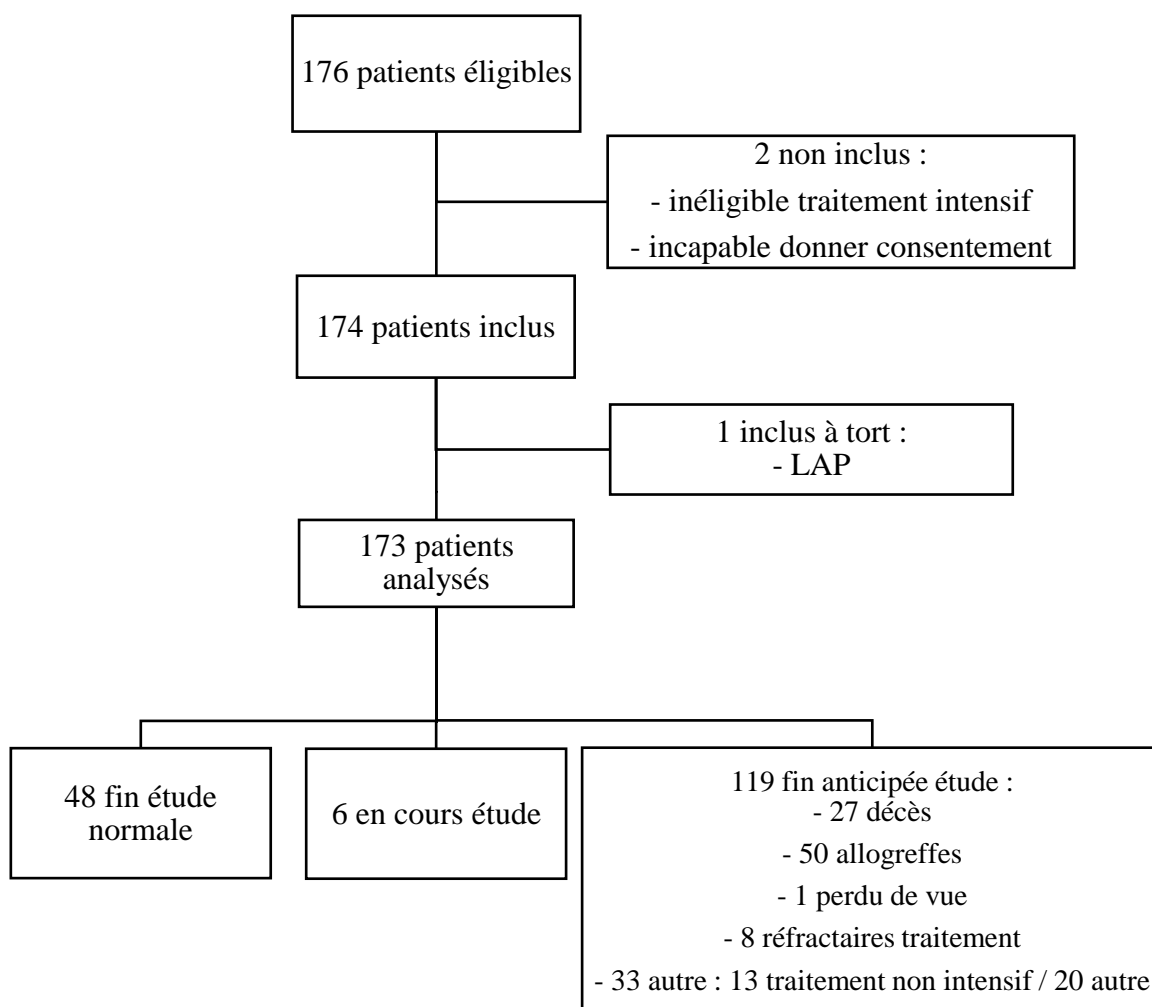 176 patients éligibles
2 non inclus :
- inéligible traitement intensif
- incapable donner consentement
174 patients inclus
1 inclus à tort :
- LAP
173 patients
analysés
48 fin étude
normale
6 en cours étude
119 fin anticipée étude :
- 27 décès
- 50 allogreffes
- 1 perdu de vue
- 8 réfractaires traitement
- 33 autre : 13 traitement non intensif / 20 autre